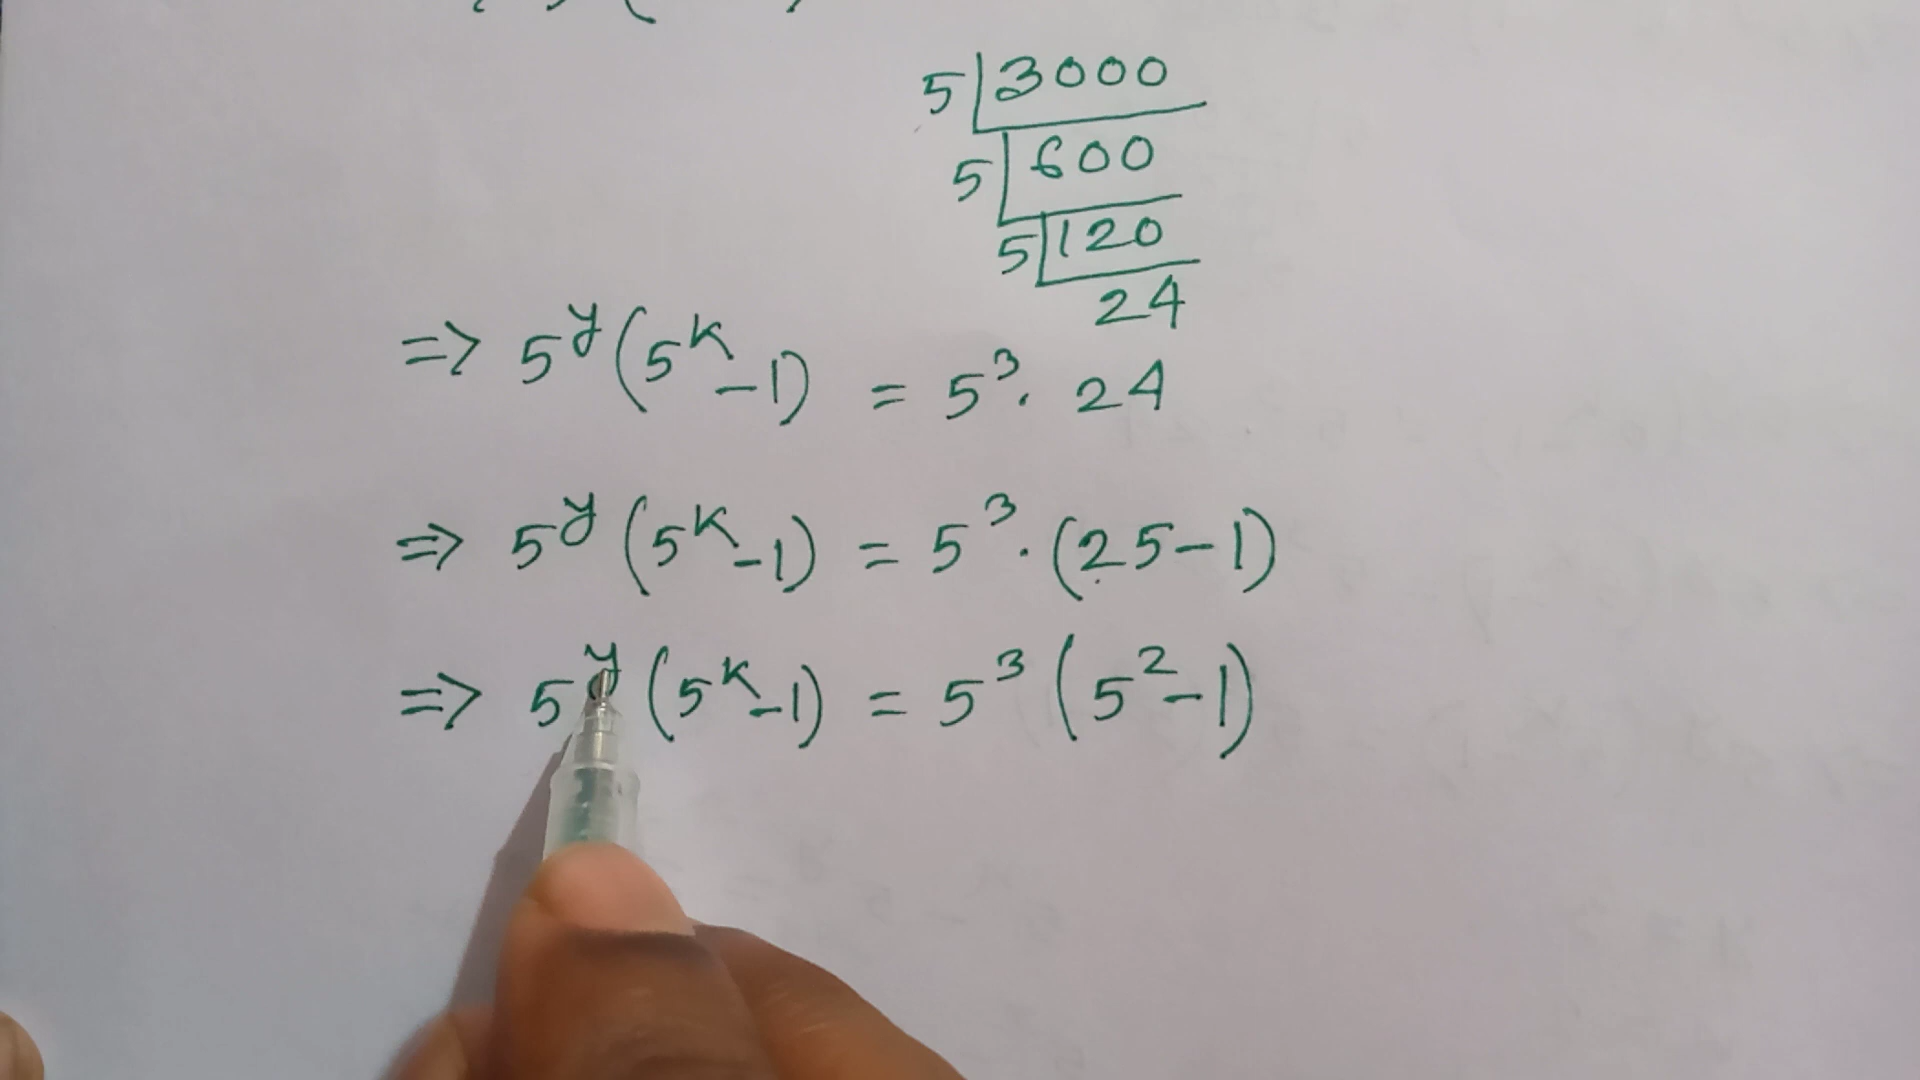 5|3000
5|600
5|120
24
=> 5^y (5^k - 1) = 5^3 . 24
=> 5^y (5^k - 1) = 5^3 . (25 - 1)
=> 5^y (5^k - 1) = 5^3 (5^2 - 1)